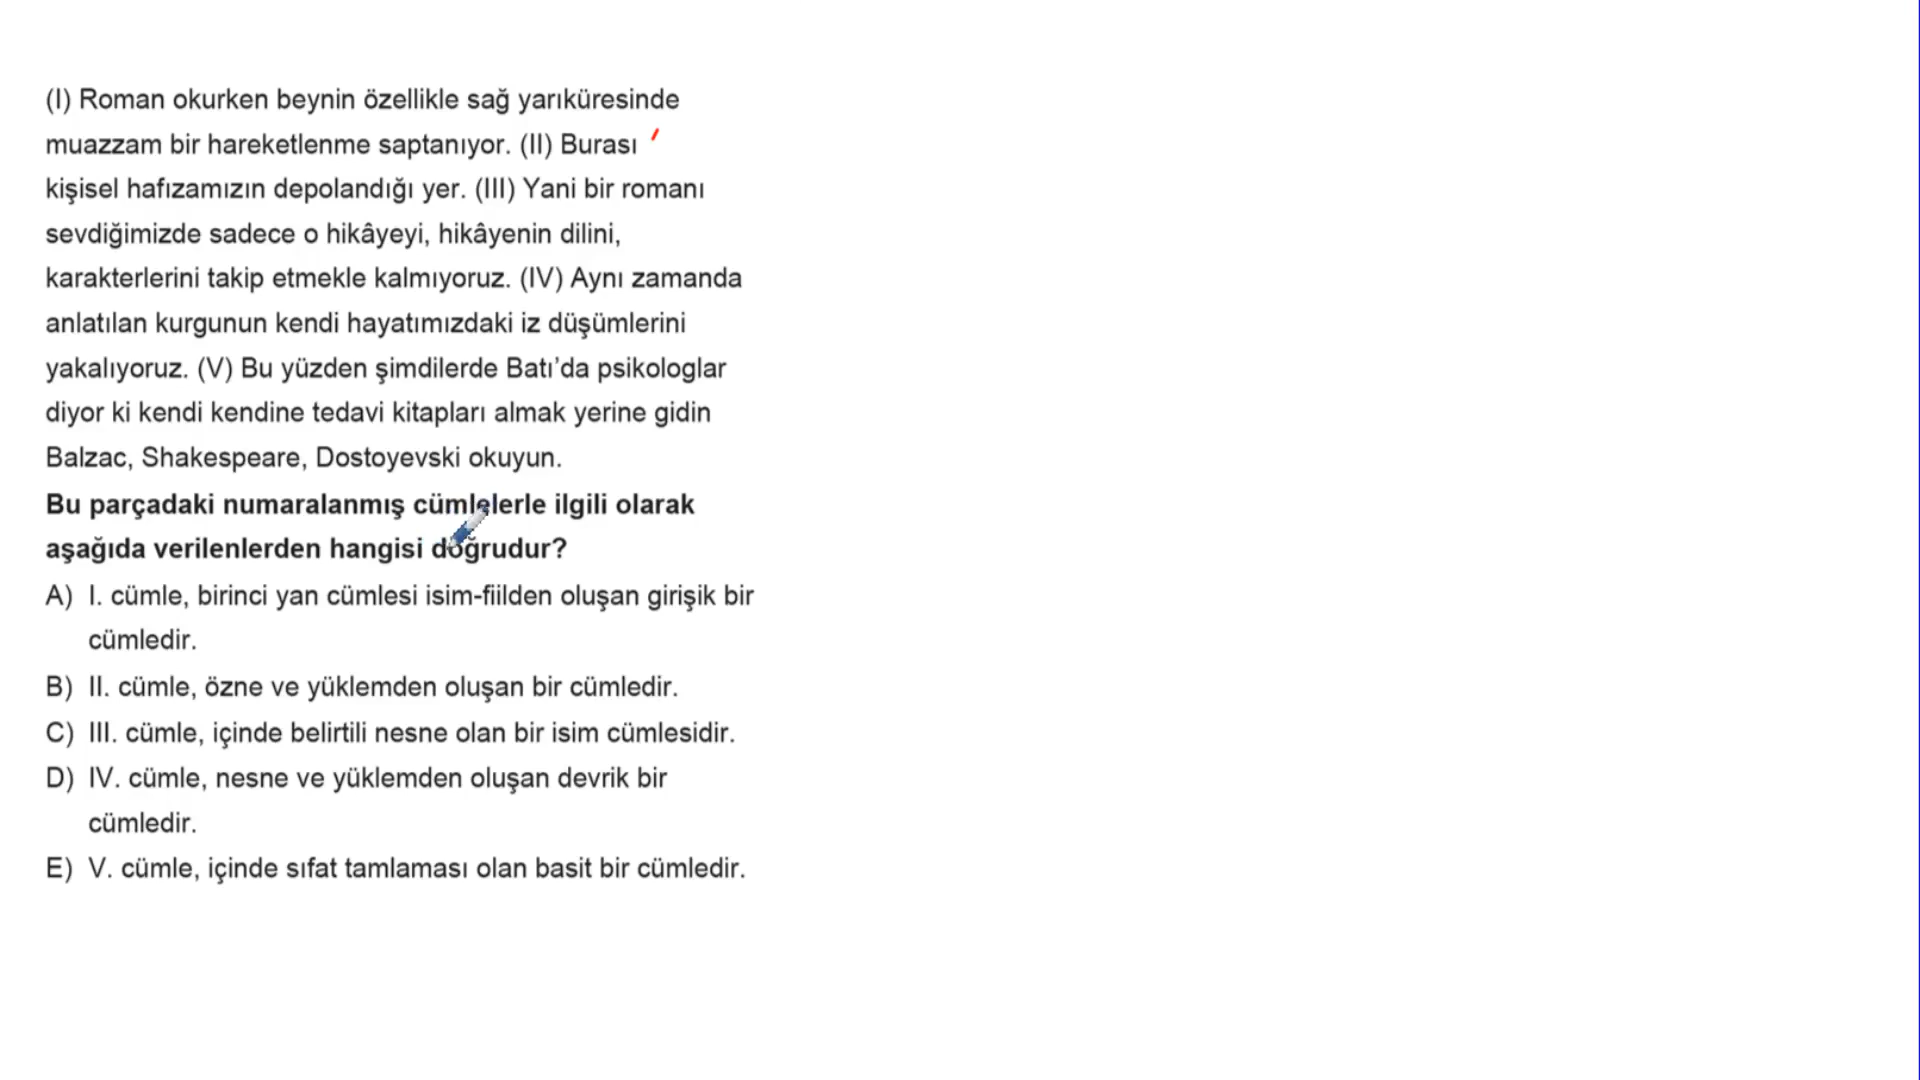 (I) Roman okurken beynin özellikle sağ yarıküresinde
muazzam bir hareketlenme saptanıyor. (II) Burası
kişisel hafızamızın depolandığı yer. (III) Yani bir romanı
sevdiğimizde sadece o hikâyeyi, hikâyenin dilini,
karakterlerini takip etmekle kalmıyoruz. (IV) Aynı zamanda
anlatılan kurgunun kendi hayatımızdaki iz düşümlerini
yakalıyoruz. (V) Bu yüzden şimdilerde Batı’da psikologlar
diyor ki kendi kendine tedavi kitapları almak yerine gidin
Balzac, Shakespeare, Dostoyevski okuyun.
Bu parçadaki numaralanmış cümlelerle ilgili olarak
aşağıda verilenlerden hangisi doğrudur?
A) I. cümle, birinci yan cümlesi isim-fiilden oluşan girişik bir
cümledir.
B) II. cümle, özne ve yüklemden oluşan bir cümledir.
C) III. cümle, içinde belirtili nesne olan bir isim cümlesidir.
D) IV. cümle, nesne ve yüklemden oluşan devrik bir
cümledir.
E) V. cümle, içinde sıfat tamlaması olan basit bir cümledir.